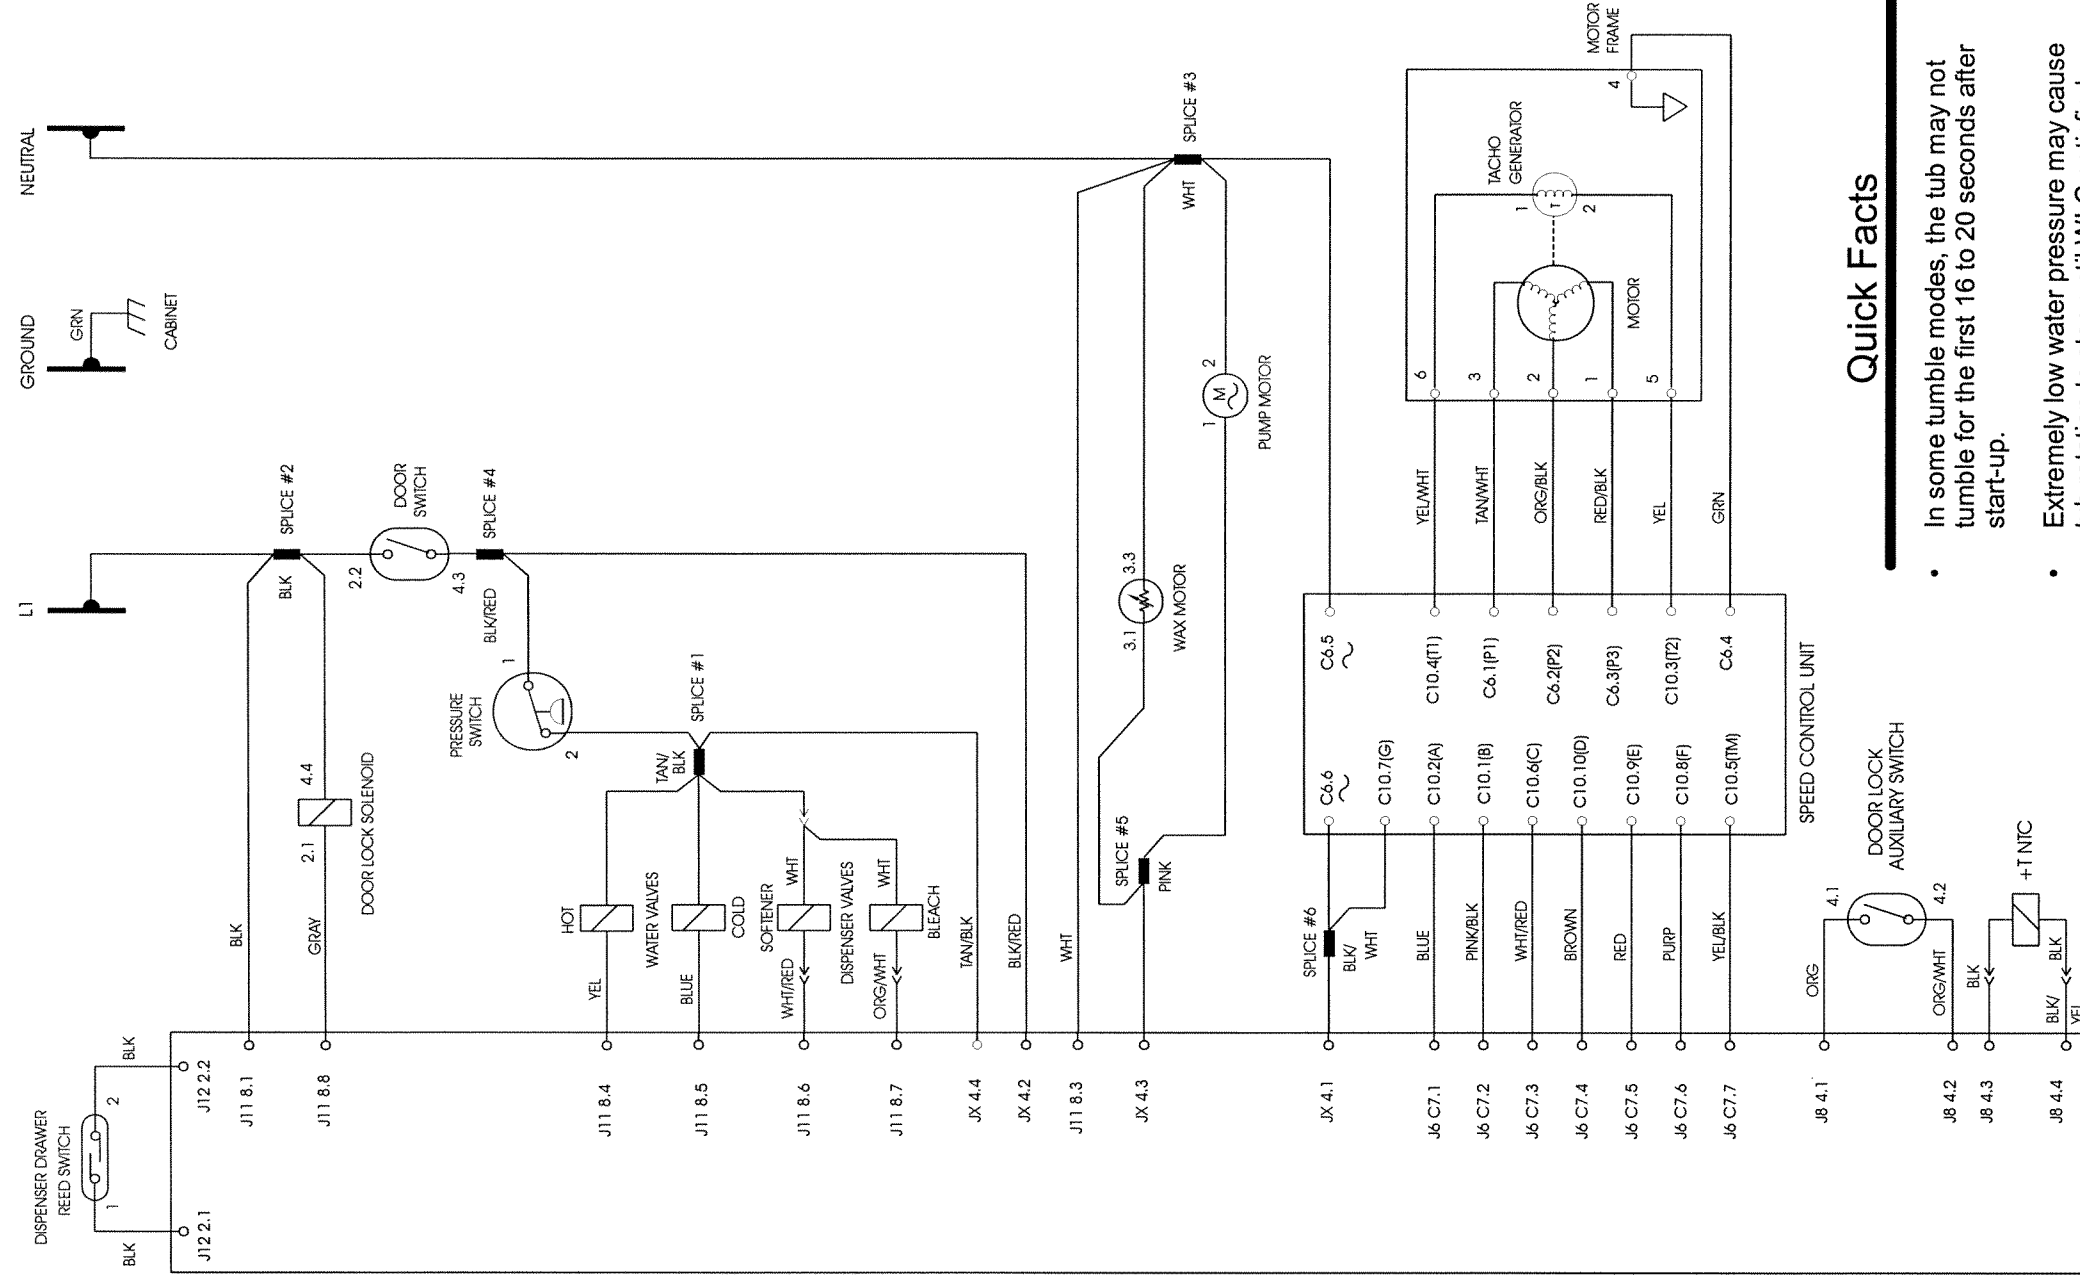 L1
GROUND
NEUTRAL
GRN
CABINET
DISPENSER DRAWER
REED SWITCH
1
2
BLK
BLK
J12 2.1
J12 2.2
J11 8.1
BLK
BLK
SPLICE #2
J11 8.8
GRAY
2.1
4.4
DOOR LOCK SOLENOID
2.2
DOOR
SWITCH
4.3
SPLICE #4
BLK/RED
PRESSURE
SWITCH
1
2
TAN/
BLK
SPLICE #1
J11 8.4
YEL
HOT
WATER VALVES
J11 8.5
BLUE
COLD
J11 8.6
WHT/RED
SOFTENER
WHT
DISPENSER VALVES
J11 8.7
ORG/WHT
WHT
BLEACH
JX 4.4
TAN/BLK
JX 4.2
BLK/RED
J11 8.3
WHT
JX 4.3
SPLICE #5
PINK
3.1
3.3
WAX MOTOR
WHT
SPLICE #3
1
M
2
PUMP MOTOR
JX 4.1
SPLICE #6
BLK/
WHT
C6.6
C6.5
C10.7(G)
J6 C7.1
BLUE
C10.2(A)
C10.4(T1)
YEL/WHT
6
J6 C7.2
PINK/BLK
C10.1(B)
C6.1(P1)
TAN/WHT
3
J6 C7.3
WHT/RED
C10.6(C)
C6.2(P2)
ORG/BLK
2
J6 C7.4
BROWN
C10.10(D)
C6.3(P3)
RED/BLK
1
J6 C7.5
RED
C10.9(E)
C10.3(T2)
YEL
5
J6 C7.6
PURP
C10.8(F)
J6 C7.7
YEL/BLK
C10.5(TM)
C6.4
GRN
SPEED CONTROL UNIT
MOTOR
TACHO
GENERATOR
1
T
2
4
MOTOR
FRAME
J8 4.1
ORG
4.1
DOOR LOCK
AUXILIARY SWITCH
J8 4.2
ORG/WHT
4.2
J8 4.3
BLK
+T NTC
J8 4.4
BLK/
YEL
BLK
Quick Facts
• In some tumble modes, the tub may not
tumble for the first 16 to 20 seconds after
start-up.
• Extremely low water pressure may cause